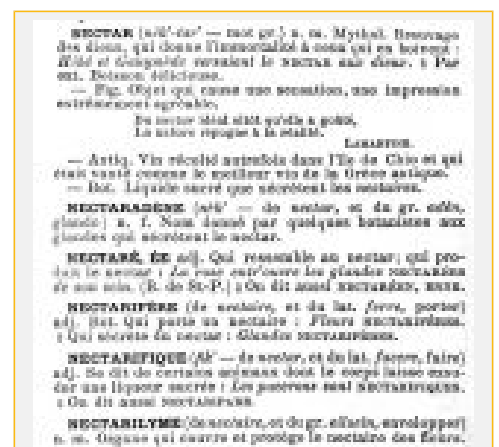 NECTAR (nèk'-tar' — mot gr.) n. m. Mythol. Breuvage
des dieux, qui donne l'immortalité à ceux qui en boivent :
Hébé et Ganymède versaient le NECTAR aux dieux. : Par
ext. Boisson délicieuse.
— Fig. Objet qui cause une sensation, une impression
extrêmement agréable.
Du nectar idéal sitôt qu'elle a goûté,
La nature répugne à la réalité.
LAMARTINE.
— Antiq. Vin récolté autrefois dans l'île de Chio et qui
était vanté comme le meilleur vin de la Grèce antique.
— Bot. Liquide sucré que sécrètent les nectaires.
NECTARADÈNE (nèk' — de nectar, et du gr. adên,
glande) n. f. Nom donné par quelques botanistes aux
glandes qui sécrètent le nectar.
NECTARÉ, ÉE adj. Qui ressemble au nectar; qui pro-
duit le nectar : La rose entr'ouvre les glandes NECTARÉES
de son sein. (B. de St-P.) : On dit aussi NECTARÉEN, ENNE.
NECTARIFÈRE (de nectaire, et du lat. ferre, porter)
adj. Bot. Qui porte un nectaire : Fleurs NECTARIFÈRES.
: Qui sécrète du nectar : Glandes NECTARIFÈRES.
NECTARIFIQUE (fik' — de nectar, et du lat. facere, faire)
adj. Se dit de certains animaux dont le corps laisse exsu-
der une liqueur sucrée : Les pucerons sont NECTARIFIQUES.
: On dit aussi
NECTARILYME (de nectaire, et du gr. enveloppe)
n. m. Organe qui couvre et protège le nectaire des fleurs.